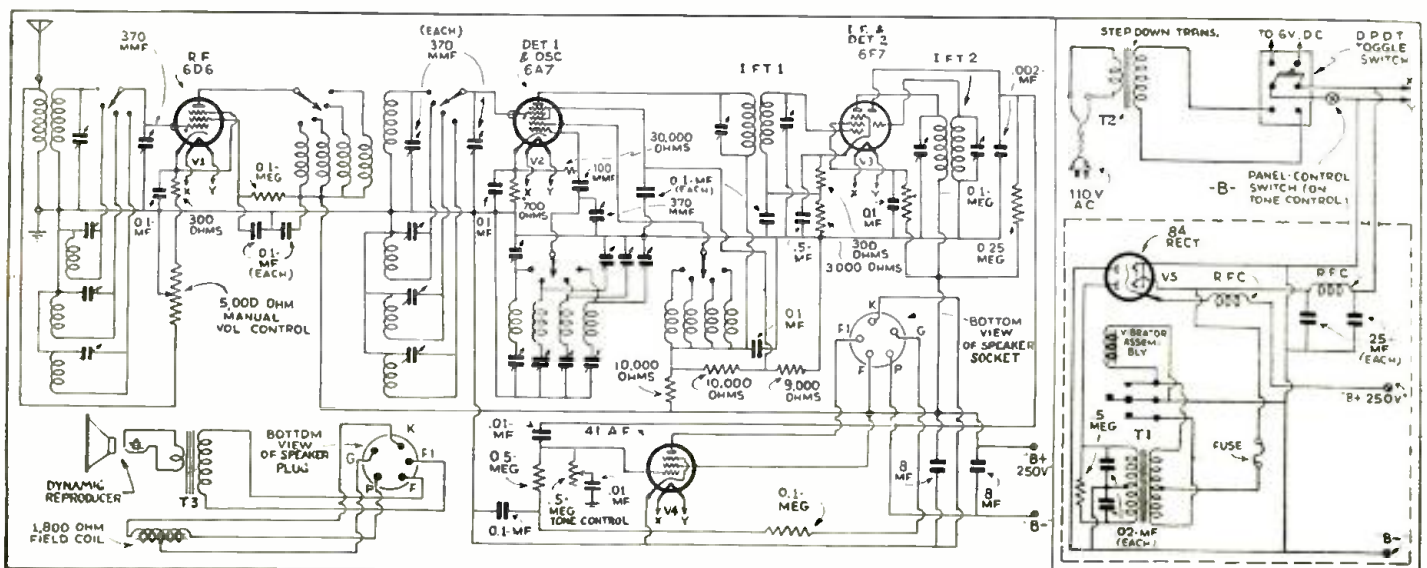 370
MMF
R F
6D6
(EACH)
370
MMF
DET 1
& OSC
6A7
I F T 1
I.F. &
DET 2
6F7
I F T 2
.002-
MF
STEP DOWN TRANS.
TO 6V. DC
D.P.D.T.
TOGGLE
SWITCH
X
T2
110 V
A C
-B-
PANEL-CONTROL
SWITCH (ON
TONE CONTROL)
V1
X
Y
0.1-
MEG
0.1-
MF
300
OHMS
0.1-
MF
(EACH)
5,000 OHM
MANUAL
VOL CONTROL
V2
X
Y
30,000
OHMS
100
MMF
0.1-MF
(EACH)
370
MMF
0.1
MF
700
OHMS
V3
X
Y
0.1
MF
0.1-
MEG
.5-
MF
300
OHMS
3,000 OHMS
0.25
MEG
84
RECT
V5
R F C
R.F.C.
VIBRATOR
ASSEM-
BLY
.25-
MF
(EACH)
"B+ 250V"
.5
MEG
T1
FUSE
.02-MF
(EACH)
B-
0.1
MF
10,000
OHMS
10,000
OHMS
9,000
OHMS
K
F1
G
F
P
BOTTOM
VIEW
OF SPEAKER
SOCKET
DYNAMIC
REPRODUCER
T3
BOTTOM
VIEW
OF SPEAKER
PLUG
K
G
F1
P
F
1,800 OHM
FIELD COIL
.01-
MF
41 A F
0.5-
MEG
.5-
MEG
TONE CONTROL
.01
MF
0.1-MF
X
Y
V4
0.1-
MEG
8
MF
8
MF
B+
250V
B-